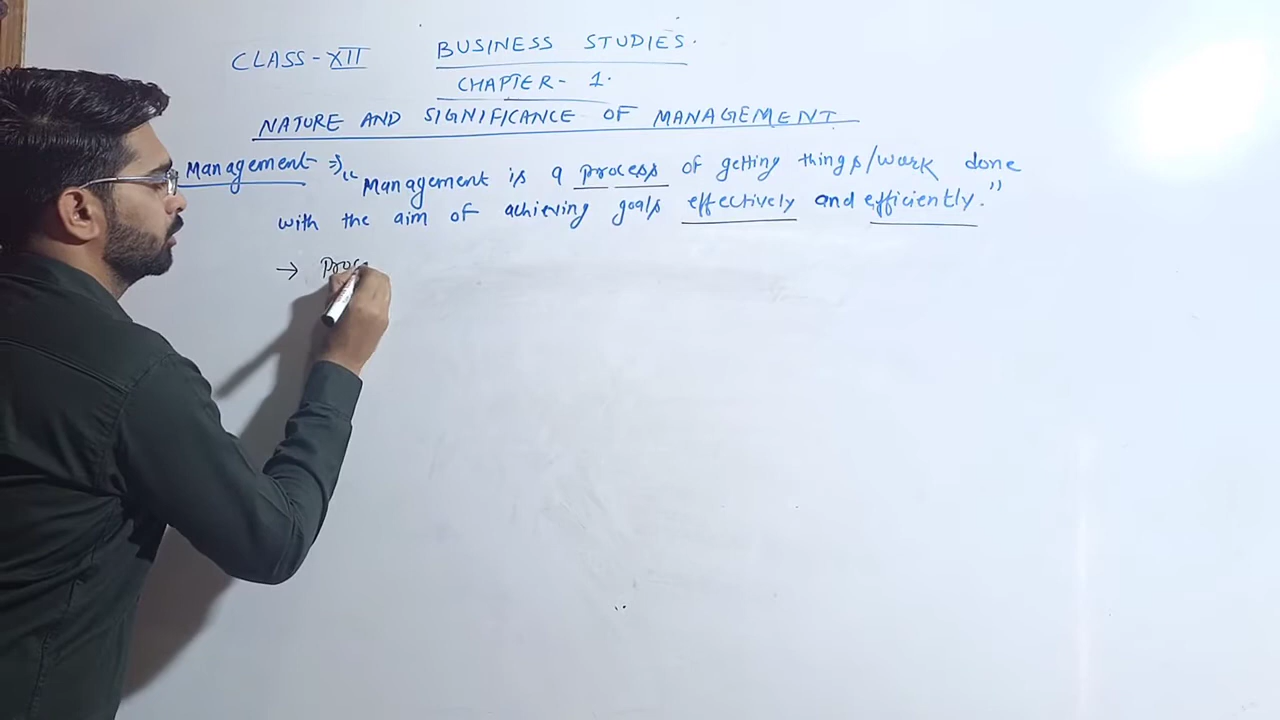 CLASS-XII BUSINESS STUDIES.
CHAPTER- 1.
NATURE AND SIGNIFICANCE OF MANAGEMENT
Management ⇒ "Management is a process of getting things/work done
with the aim of achieving goals effectively and efficiently."
→ Proc